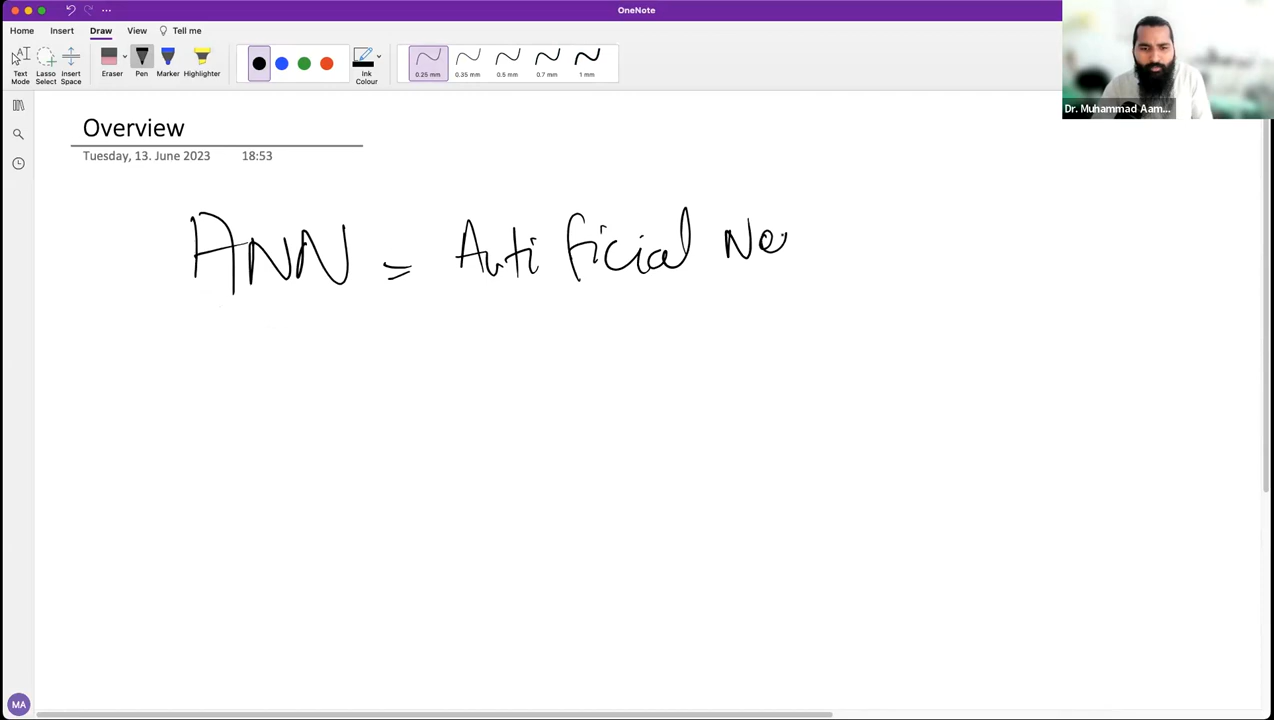 OneNote
Home Insert Draw View Tell me
Text Mode Lasso Select Insert Space Eraser Pen Marker Highlighter Ink Colour 0.25 mm 0.35 mm 0.5 mm 0.7 mm 1 mm
Dr. Muhammad Aam...
Overview
Tuesday, 13. June 2023 18:53
ANN = Artificial Ne
MA